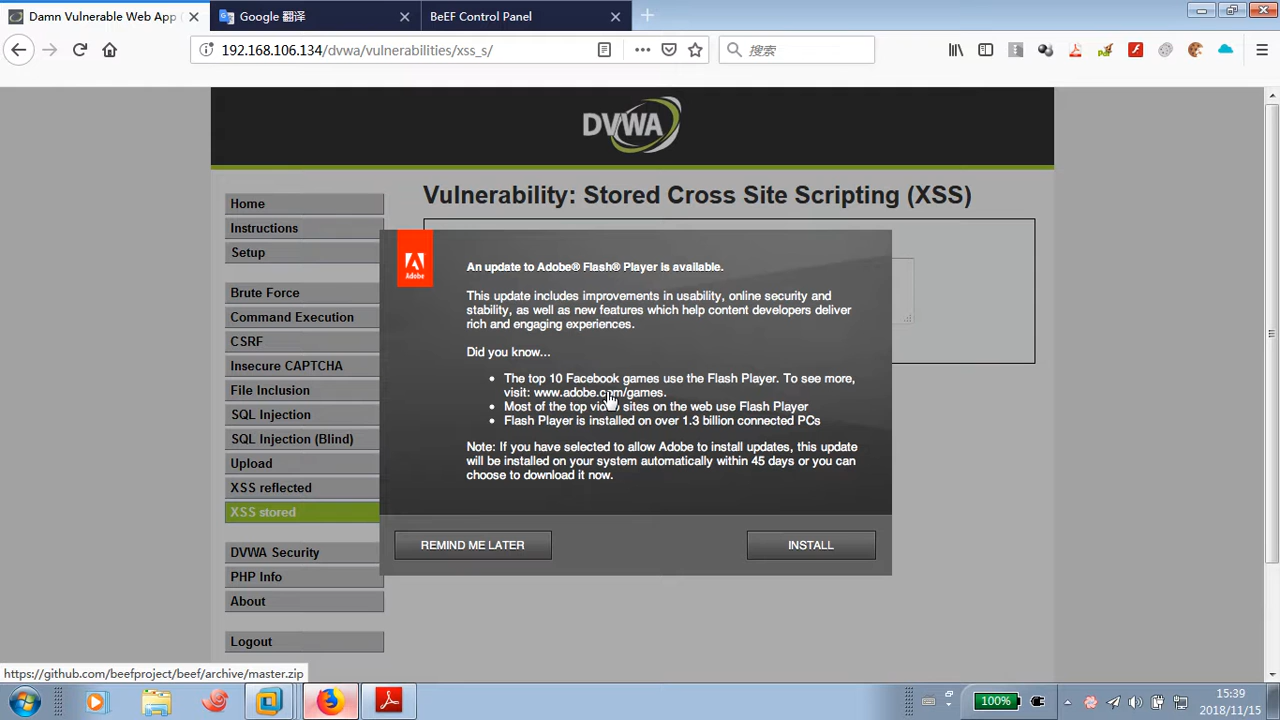 Damn Vulnerable Web App (
Google 翻译
BeEF Control Panel
192.168.106.134/dvwa/vulnerabilities/xss_s/
搜索
DVWA
Vulnerability: Stored Cross Site Scripting (XSS)
Home
Instructions
Setup
Brute Force
Command Execution
CSRF
Insecure CAPTCHA
File Inclusion
SQL Injection
SQL Injection (Blind)
Upload
XSS reflected
XSS stored
DVWA Security
PHP Info
About
Logout
Adobe
An update to Adobe® Flash® Player is available.
This update includes improvements in usability, online security and
stability, as well as new features which help content developers deliver
rich and engaging experiences.
Did you know...
• The top 10 Facebook games use the Flash Player. To see more,
visit: www.adobe.com/games.
• Most of the top video sites on the web use Flash Player
• Flash Player is installed on over 1.3 billion connected PCs
Note: If you have selected to allow Adobe to install updates, this update
will be installed on your system automatically within 45 days or you can
choose to download it now.
REMIND ME LATER
INSTALL
https://github.com/beefproject/beef/archive/master.zip
100%
15:39
2018/11/15